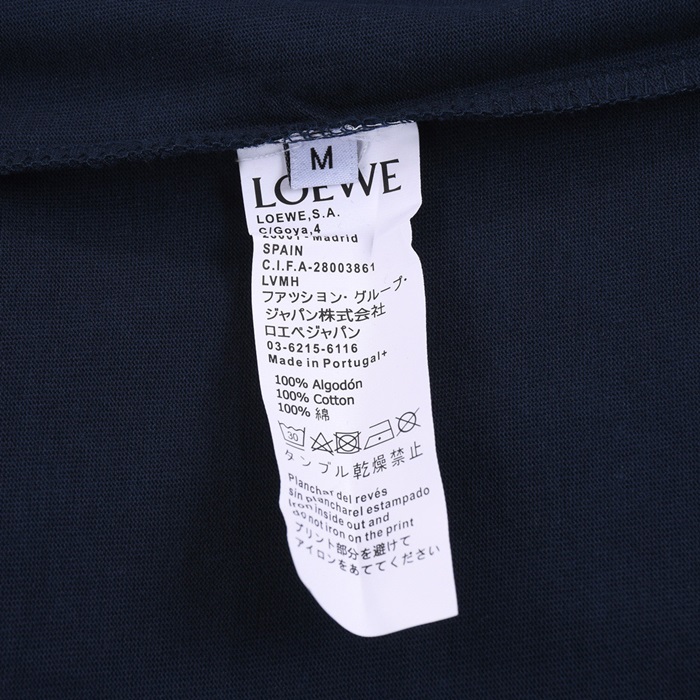 M
LOEWE
LOEWE,S.A.
C/Goya,4
28001-Madrid
SPAIN
C.I.F.A-28003861
LVMH
ファッション・グループ・
ジャパン株式会社
ロエベジャパン
03-6215-6116
Made in Portugal+
100% Algodón
100% Cotton
100% 綿
30
タンブル乾燥禁止
Planchar del revés
sin plancharel estampado
Iron inside out and
do not iron on the print
プリント部分を避けて
アイロンをあててください